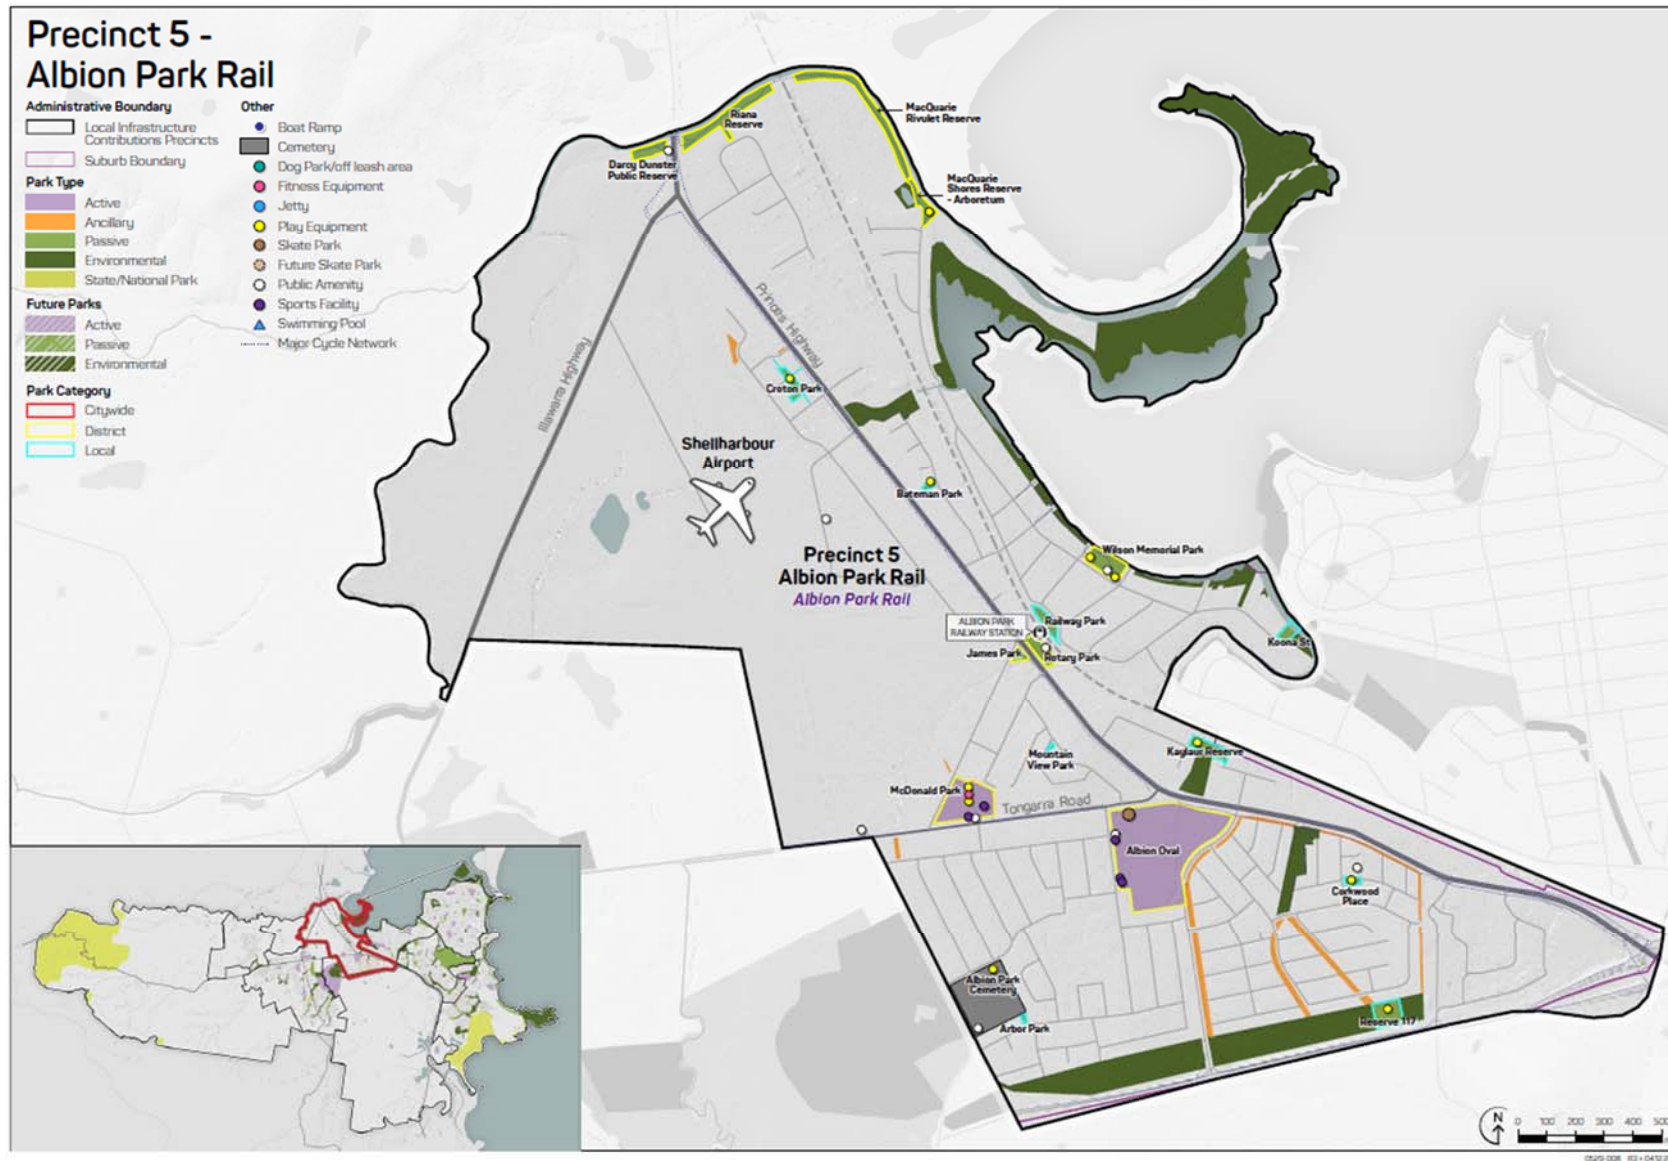 Precinct 5 -
Albion Park Rail
Administrative Boundary
Local Infrastructure
Contributions Precincts
Suburb Boundary
Park Type
Active
Ancillary
Passive
Environmental
State/National Park
Future Parks
Active
Passive
Environmental
Park Category
Citywide
District
Local
Other
Boat Ramp
Cemetery
Dog Park/off leash area
Fitness Equipment
Jetty
Play Equipment
Skate Park
Future Skate Park
Public Amenity
Sports Facility
Swimming Pool
Major Cycle Network
Riana
Reserve
MacQuarie
Rivulet Reserve
Darcy Dunster
Public Reserve
MacQuarie
Shores Reserve
- Arboretum
Princes Highway
Illawarra Highway
Croton Park
Shellharbour
Airport
Bateman Park
Precinct 5
Albion Park Rail
Albion Park Rail
Wilson Memorial Park
ALBION PARK
RAILWAY STATION
Railway Park
James Park
Rotary Park
Koona St
Mountain
View Park
Kaylaur Reserve
McDonald Park
Tongarra Road
Albion Oval
Corkwood
Place
Albion Park
Cemetery
Arbor Park
Reserve 117
N
0 100 200 300 400 500